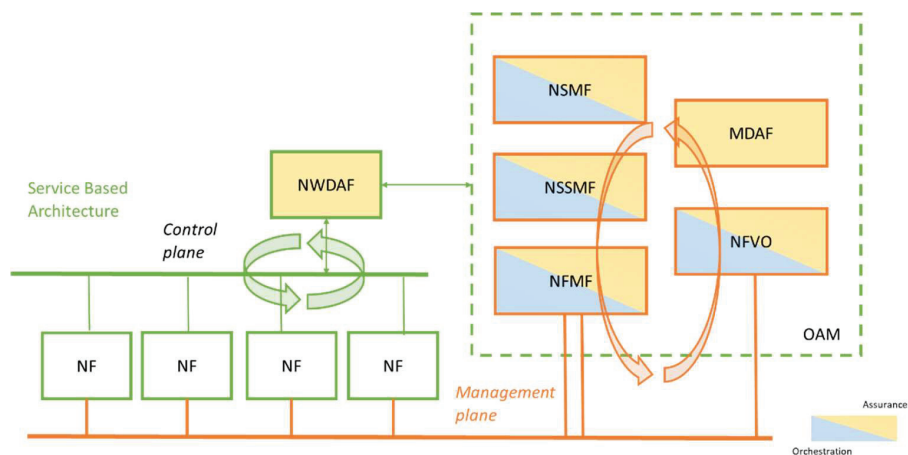 NSMF
MDAF
NWDAF
NSSMF
Service Based
Architecture
Control
plane
NFVO
NFMF
OAM
NF
NF
NF
NF
Management
plane
Assurance
Orchestration